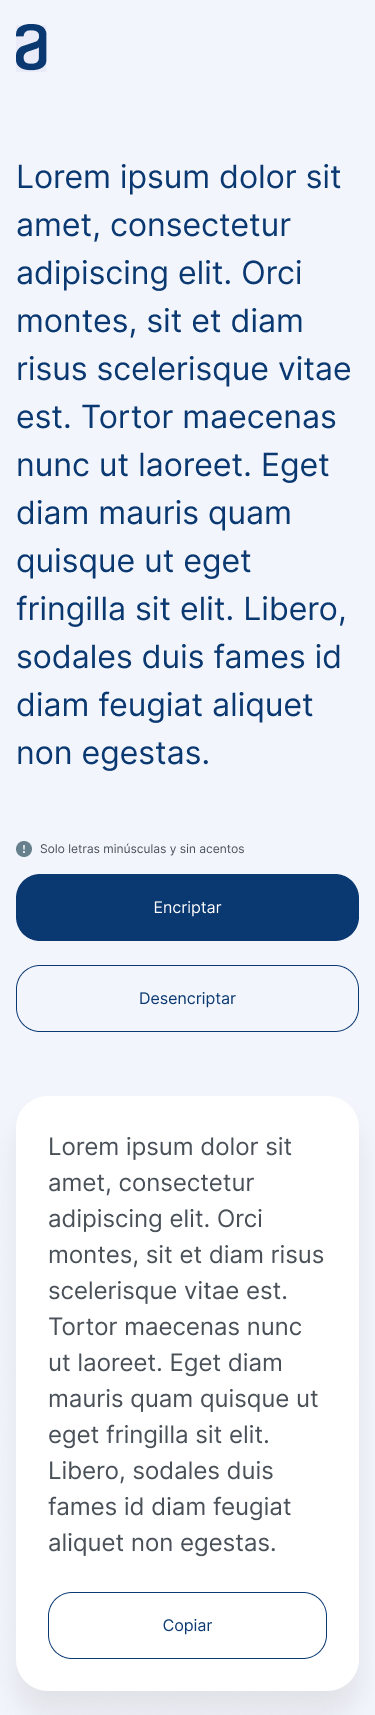 a
Lorem ipsum dolor sit
amet, consectetur
adipiscing elit. Orci
montes, sit et diam
risus scelerisque vitae
est. Tortor maecenas
nunc ut laoreet. Eget
diam mauris quam
quisque ut eget
fringilla sit elit. Libero,
sodales duis fames id
diam feugiat aliquet
non egestas.
Solo letras minúsculas y sin acentos
Encriptar
Desencriptar
Lorem ipsum dolor sit
amet, consectetur
adipiscing elit. Orci
montes, sit et diam risus
scelerisque vitae est.
Tortor maecenas nunc
ut laoreet. Eget diam
mauris quam quisque ut
eget fringilla sit elit.
Libero, sodales duis
fames id diam feugiat
aliquet non egestas.
Copiar